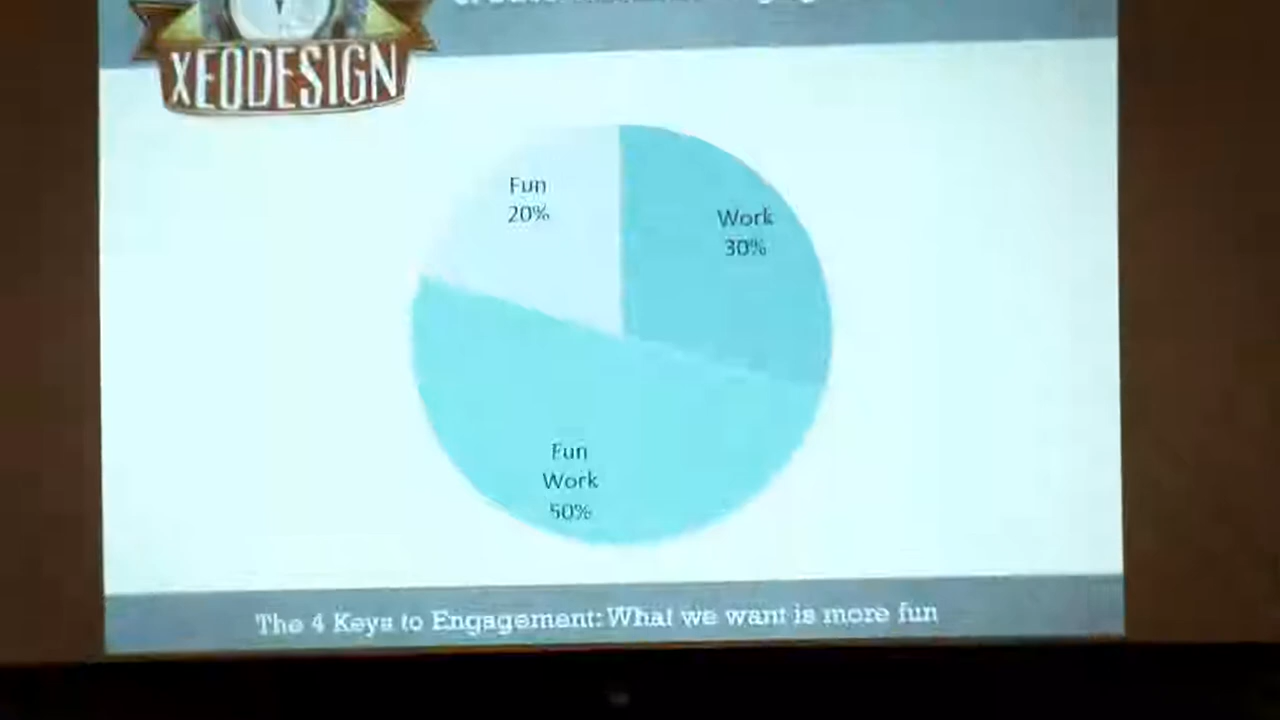 XEODESIGN
Fun
20%
Work
30%
Fun
Work
50%
The 4 Keys to Engagement: What we want is more fun